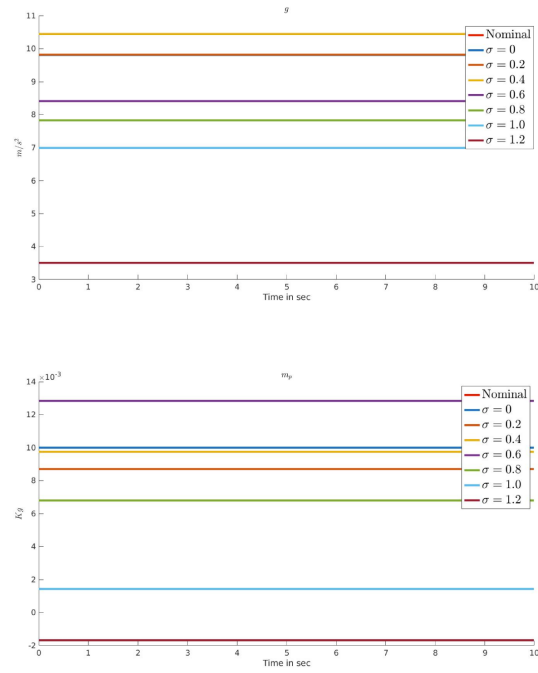 g
11
10
9
8
7
6
5
4
3
m/s²
0 1 2 3 4 5 6 7 8 9 10
Time in sec
Nominal
σ = 0
σ = 0.2
σ = 0.4
σ = 0.6
σ = 0.8
σ = 1.0
σ = 1.2
m_p
×10⁻³
14
12
10
8
6
4
2
0
-2
Kg
0 1 2 3 4 5 6 7 8 9 10
Time in sec
Nominal
σ = 0
σ = 0.2
σ = 0.4
σ = 0.6
σ = 0.8
σ = 1.0
σ = 1.2